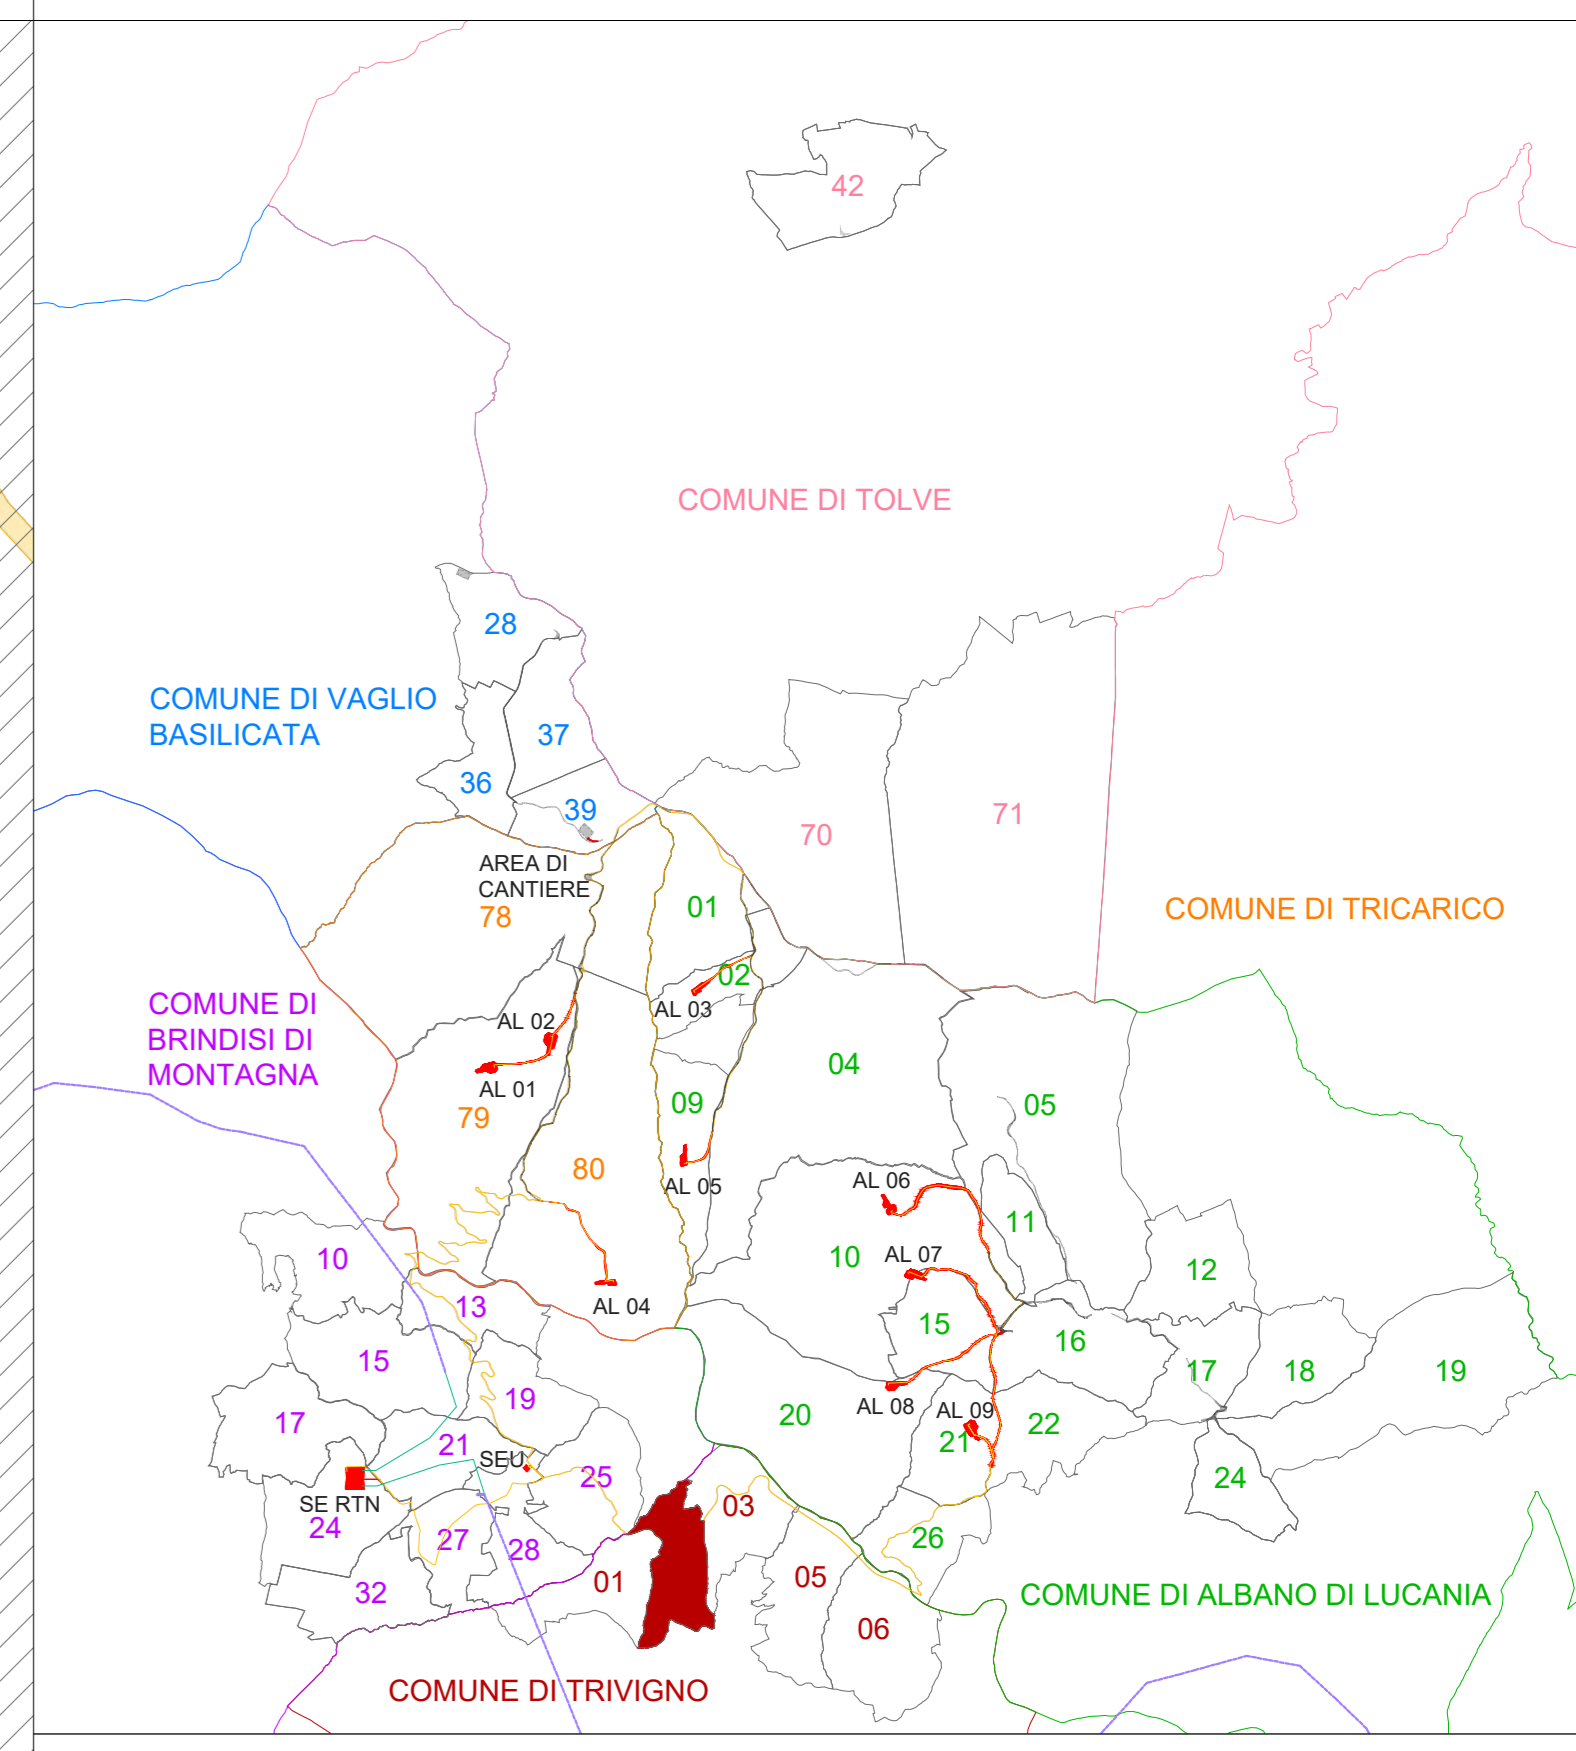 42
COMUNE DI TOLVE
28
COMUNE DI VAGLIO
BASILICATA
37
36
39
70
71
AREA DI
CANTIERE
78
01
COMUNE DI TRICARICO
02
AL 03
COMUNE DI
BRINDISI DI
MONTAGNA
AL 02
AL 01
79
04
09
05
80
AL 05
AL 06
11
10
10
AL 07
12
13
AL 04
15
15
16
17
18
19
19
17
20
AL 08
AL 09
21
22
21
SEU
25
24
SE RTN
24
03
27
28
26
32
01
05
06
COMUNE DI ALBANO DI LUCANIA
COMUNE DI TRIVIGNO